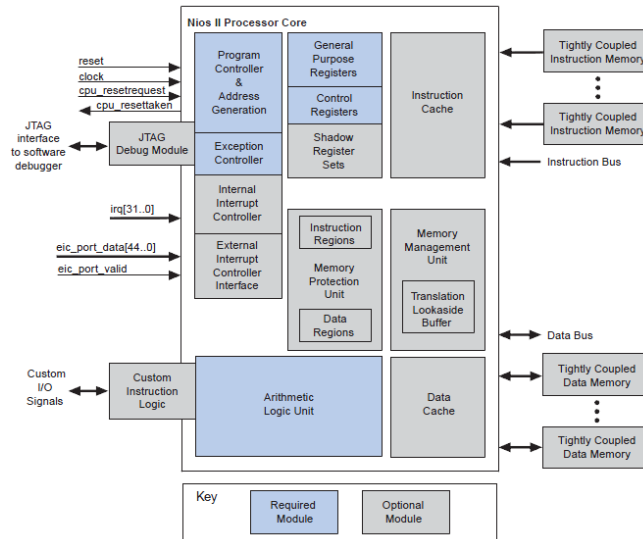 Nios II Processor Core
reset
clock
cpu_resetrequest
cpu_resettaken
JTAG
interface
to software
debugger
JTAG
Debug Module
Program
Controller
&
Address
Generation
Exception
Controller
Internal
Interrupt
Controller
External
Interrupt
Controller
Interface
irq[31..0]
eic_port_data[44..0]
eic_port_valid
General
Purpose
Registers
Control
Registers
Shadow
Register
Sets
Instruction
Cache
Tightly Coupled
Instruction Memory
Tightly Coupled
Instruction Memory
Instruction Bus
Instruction
Regions
Memory
Protection
Unit
Data
Regions
Memory
Management
Unit
Translation
Lookaside
Buffer
Data Bus
Custom
I/O
Signals
Custom
Instruction
Logic
Arithmetic
Logic Unit
Data
Cache
Tightly Coupled
Data Memory
Tightly Coupled
Data Memory
Key
Required
Module
Optional
Module